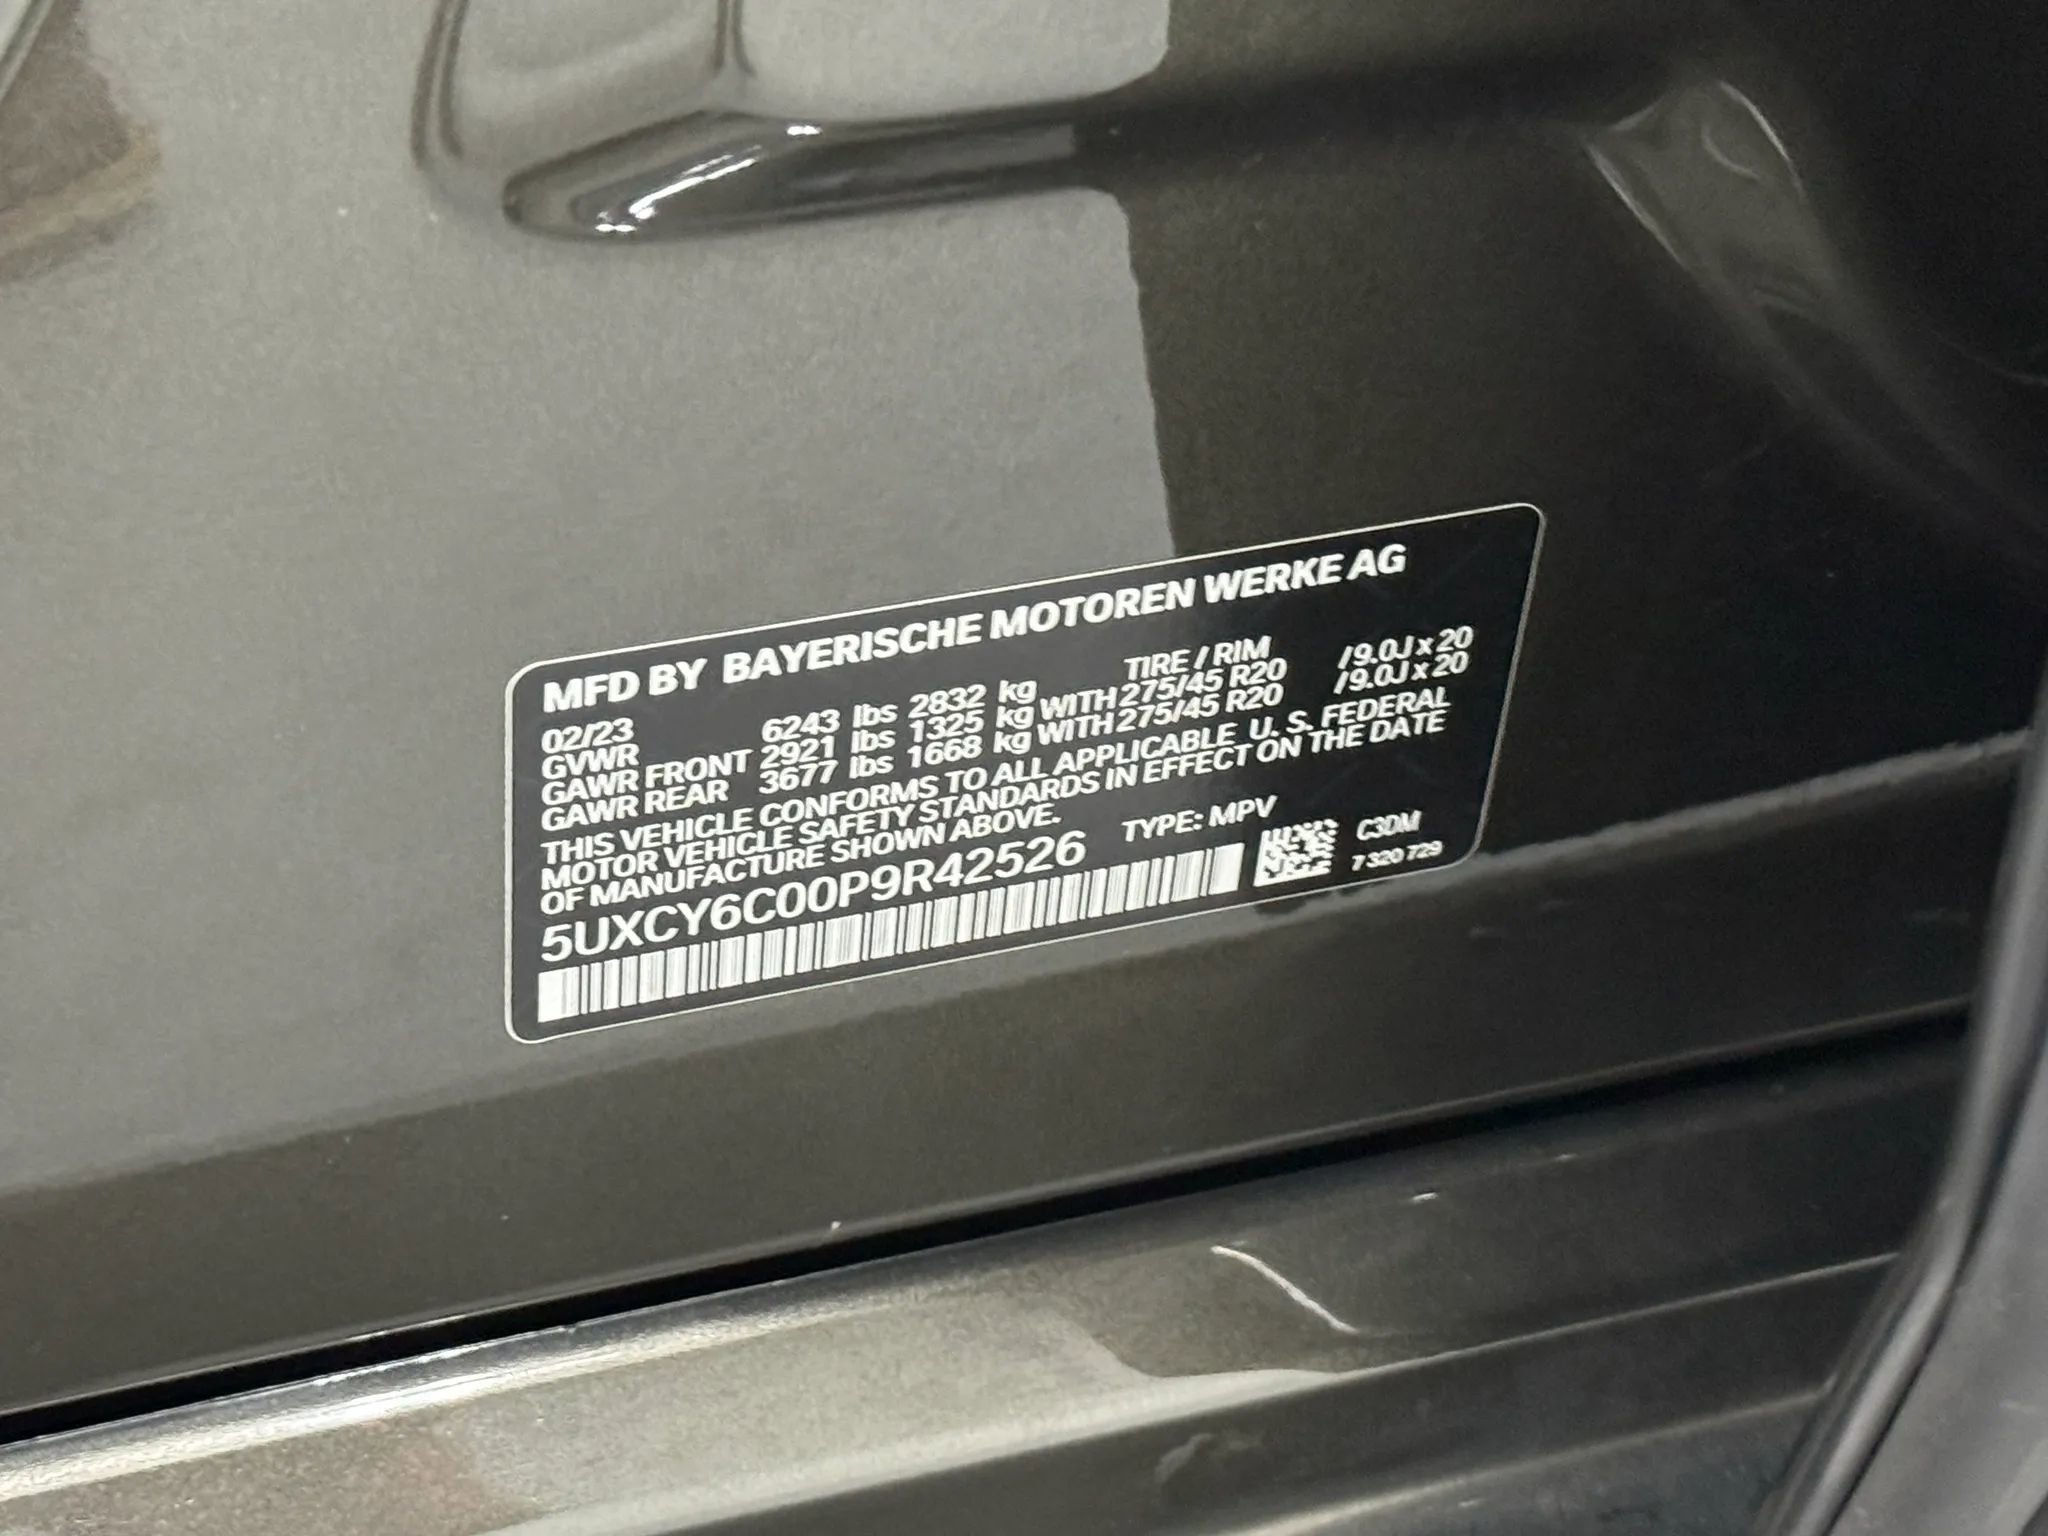 MFD BY BAYERISCHE MOTOREN WERKE AG
02/23 TIRE / RIM
GVWR 6243 lbs 2832 kg
GAWR FRONT 2921 lbs 1325 kg WITH 275/45 R20 /9.0J x 20
GAWR REAR 3677 lbs 1668 kg WITH 275/45 R20 /9.0J x 20
THIS VEHICLE CONFORMS TO ALL APPLICABLE U. S. FEDERAL
MOTOR VEHICLE SAFETY STANDARDS IN EFFECT ON THE DATE
OF MANUFACTURE SHOWN ABOVE.
5UXCY6C00P9R42526 TYPE: MPV
C3DM
7 320 729